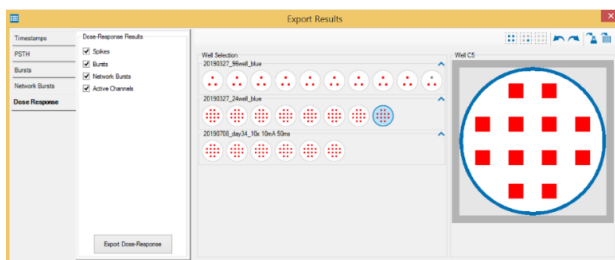 Export Results
Timestamps
PSTH
Bursts
Network Bursts
Dose Response
Dose-Response Results
Spikes
Bursts
Network Bursts
Active Channels
Export Dose-Response
Well Selection
20190327_96well_blue
20190327_24well_blue
20190708_day34_10x 10mA 50ms
Well C5